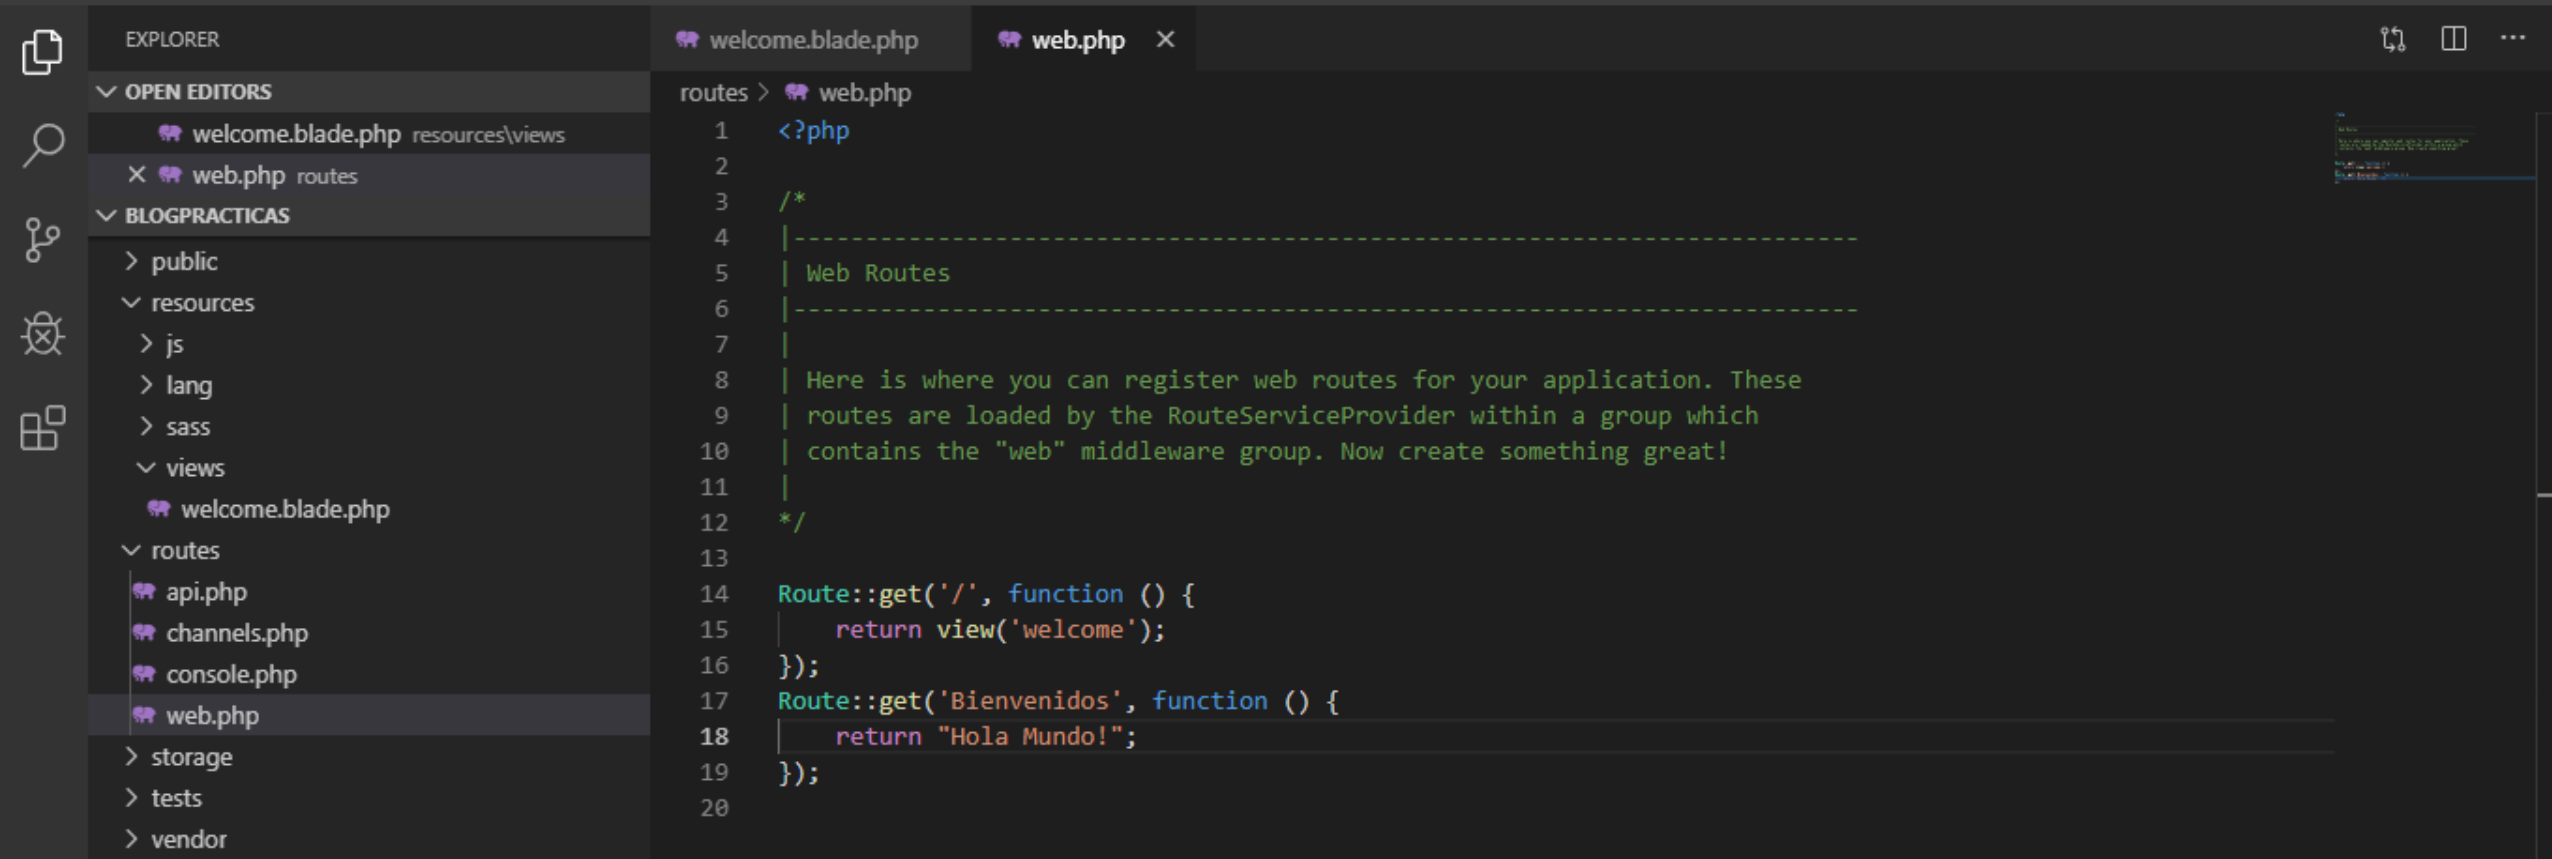 EXPLORER
OPEN EDITORS
welcome.blade.php resources\views
web.php routes
BLOGPRACTICAS
public
resources
js
lang
sass
views
welcome.blade.php
routes
api.php
channels.php
console.php
web.php
storage
tests
vendor
welcome.blade.php web.php
routes > web.php
1 <?php
2
3 /*
4 |--------------------------------------------------------------------------
5 | Web Routes
6 |--------------------------------------------------------------------------
7 |
8 | Here is where you can register web routes for your application. These
9 | routes are loaded by the RouteServiceProvider within a group which
10 | contains the "web" middleware group. Now create something great!
11 |
12 */
13
14 Route::get('/', function () {
15     return view('welcome');
16 });
17 Route::get('Bienvenidos', function () {
18     return "Hola Mundo!";
19 });
20